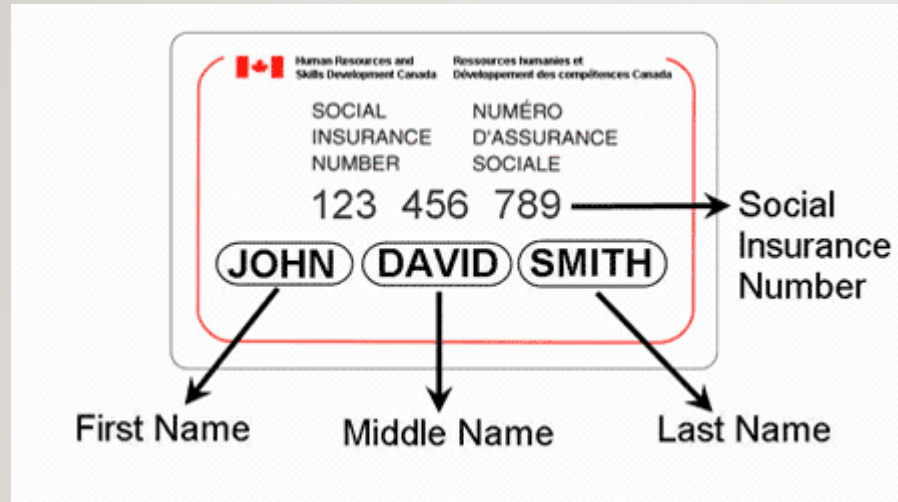 Human Resources and Ressources humanies et
Skills Development Canada Développement des compétences Canada
SOCIAL NUMÉRO
INSURANCE D'ASSURANCE
NUMBER SOCIALE
123 456 789
Social
Insurance
Number
JOHN DAVID SMITH
First Name Middle Name Last Name